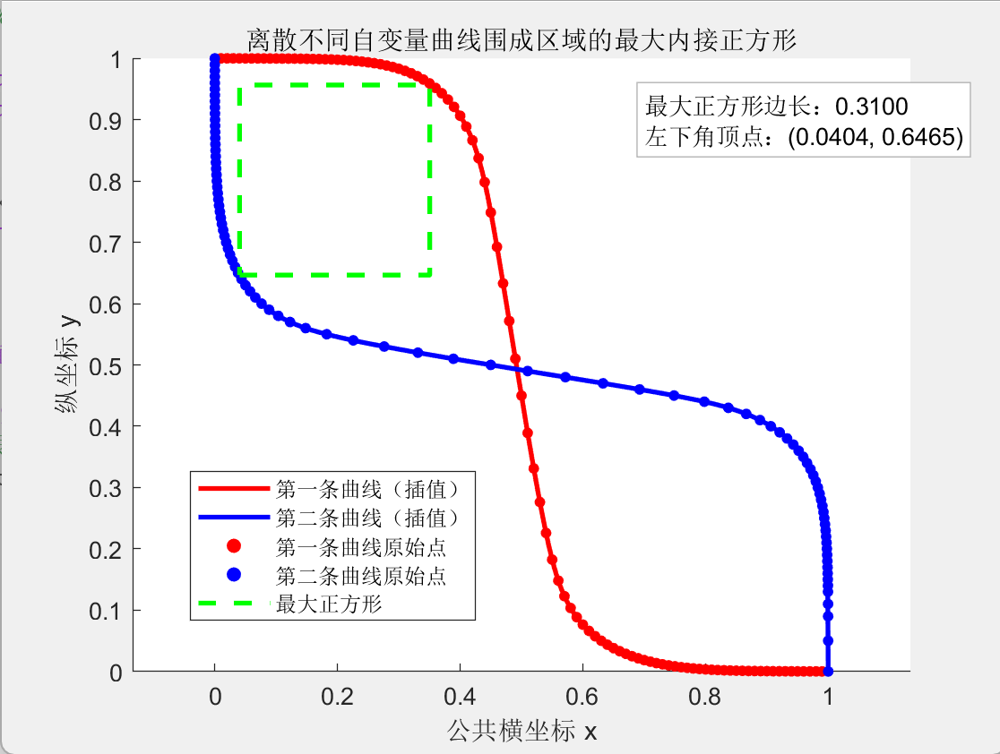 离散不同自变量曲线围成区域的最大内接正方形
最大正方形边长：0.3100
左下角顶点：(0.0404, 0.6465)
1
0.9
0.8
0.7
0.6
0.5
0.4
0.3
0.2
0.1
0
纵坐标 y
第一条曲线（插值）
第二条曲线（插值）
第一条曲线原始点
第二条曲线原始点
最大正方形
0 0.2 0.4 0.6 0.8 1
公共横坐标 x